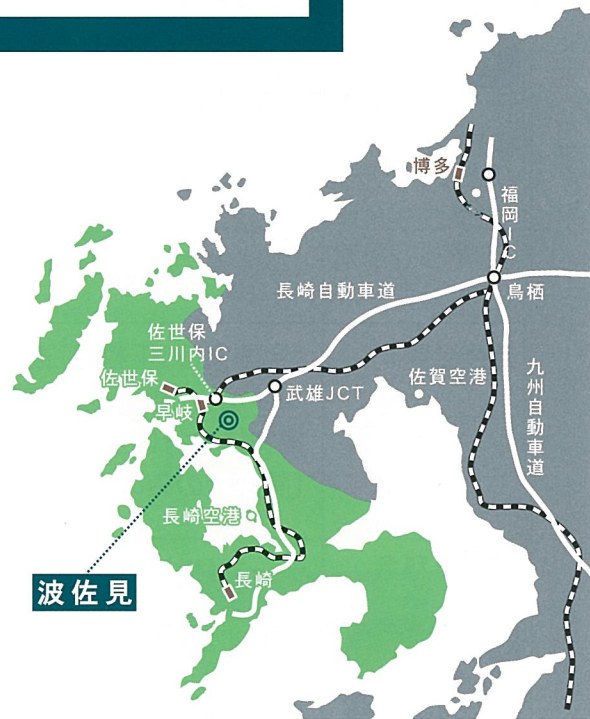 博多
福岡IC
長崎自動車道
鳥栖
佐世保
三川内IC
佐世保
武雄JCT
佐賀空港
早岐
九州自動車道
長崎空港
長崎
波佐見